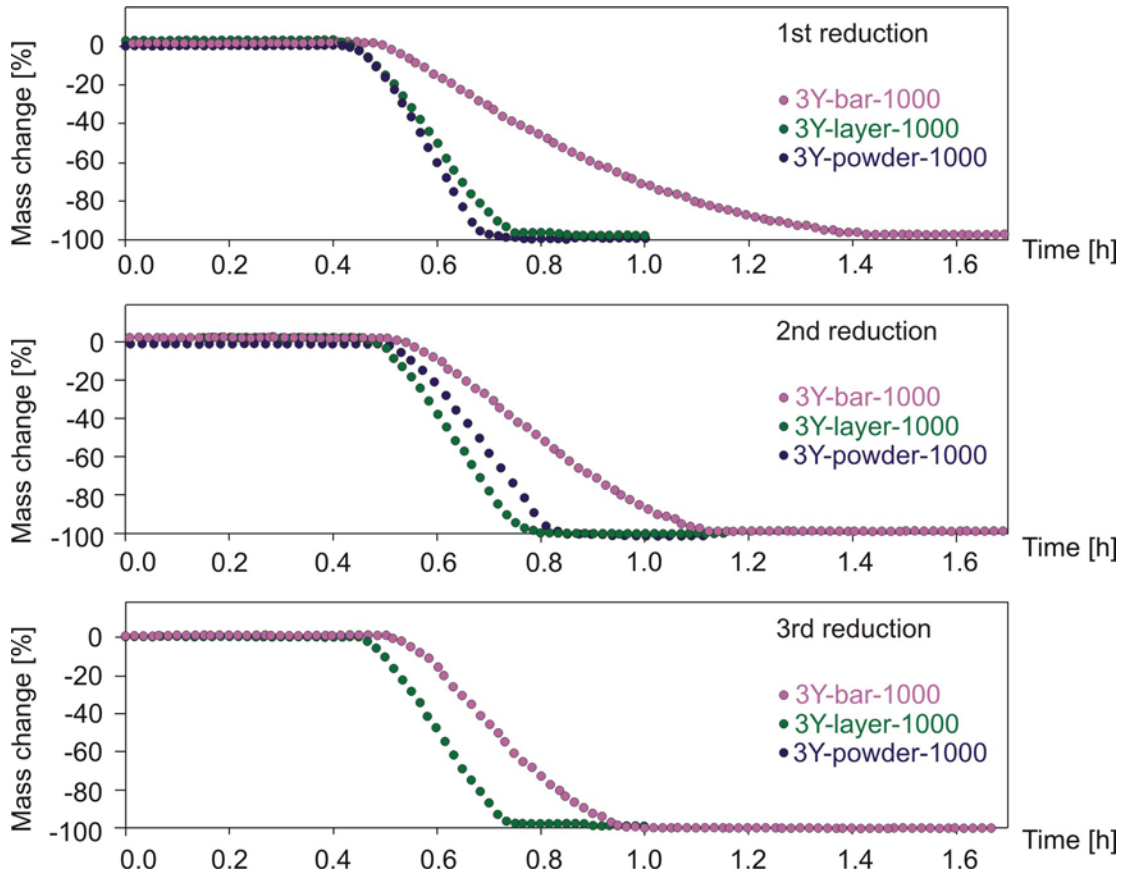 Mass change [%]
0
-20
-40
-60
-80
-100
1st reduction
3Y-bar-1000
3Y-layer-1000
3Y-powder-1000
0.0 0.2 0.4 0.6 0.8 1.0 1.2 1.4 1.6
Time [h]
Mass change [%]
0
-20
-40
-60
-80
-100
2nd reduction
3Y-bar-1000
3Y-layer-1000
3Y-powder-1000
0.0 0.2 0.4 0.6 0.8 1.0 1.2 1.4 1.6
Time [h]
Mass change [%]
0
-20
-40
-60
-80
-100
3rd reduction
3Y-bar-1000
3Y-layer-1000
3Y-powder-1000
0.0 0.2 0.4 0.6 0.8 1.0 1.2 1.4 1.6
Time [h]